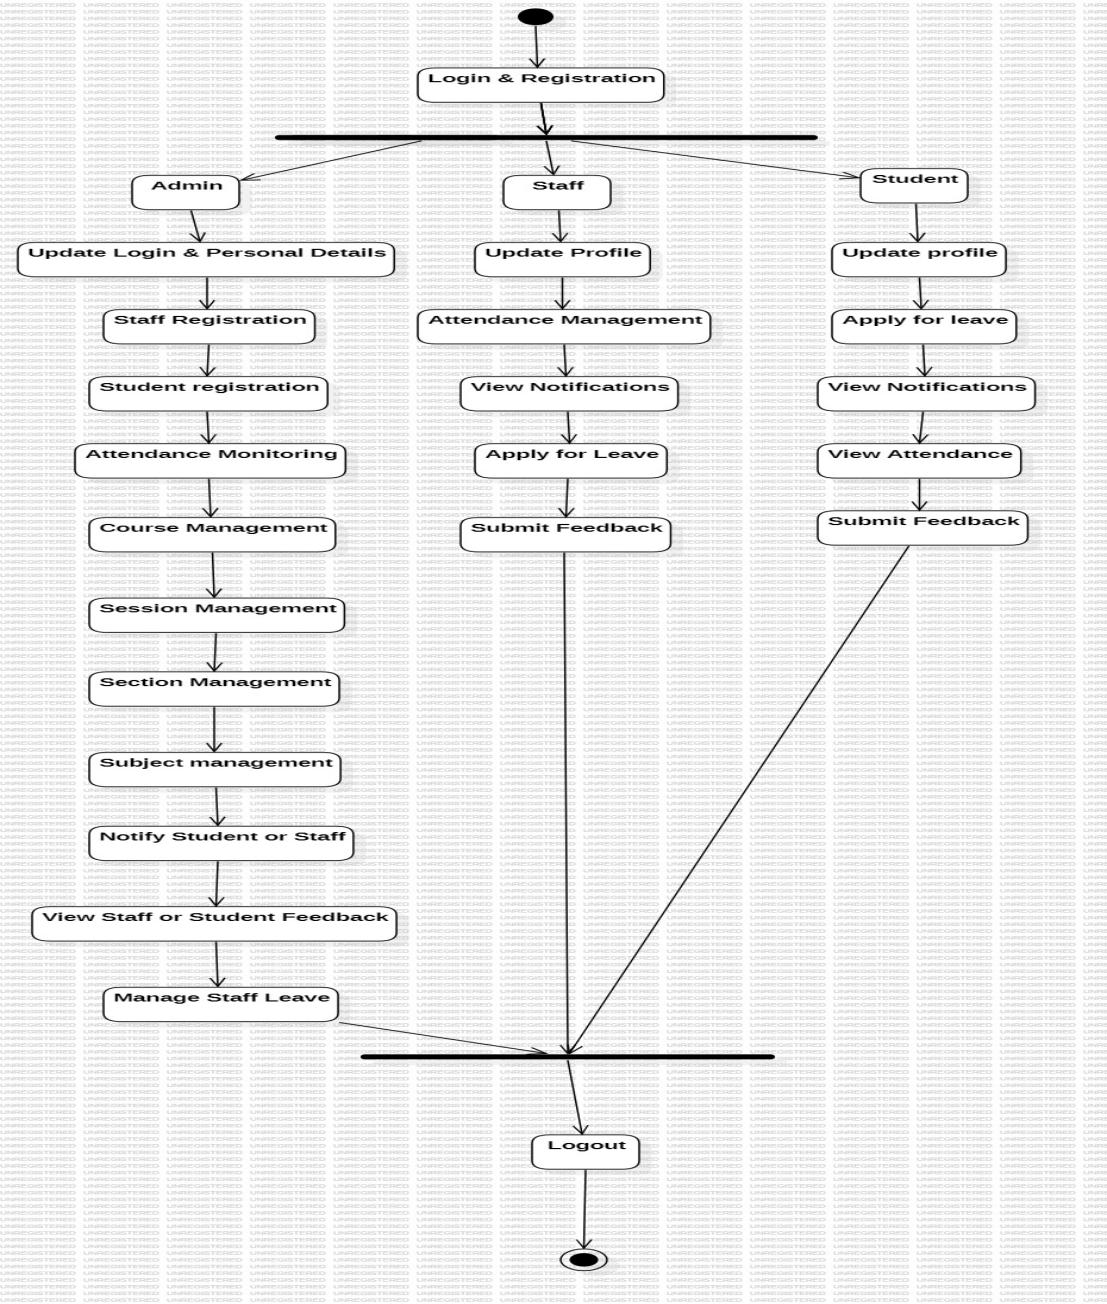 Login & Registration
Admin
Staff
Student
Update Login & Personal Details
Update Profile
Update profile
Staff Registration
Attendance Management
Apply for leave
Student registration
View Notifications
View Notifications
Attendance Monitoring
Apply for Leave
View Attendance
Course Management
Submit Feedback
Submit Feedback
Session Management
Section Management
Subject management
Notify Student or Staff
View Staff or Student Feedback
Manage Staff Leave
Logout
UNREGISTERED